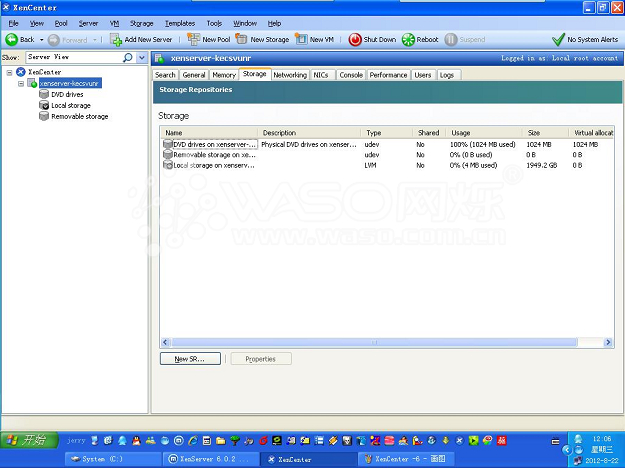 XenCenter
File View Pool Server VM Storage Templates Tools Window Help
Back Forward Add New Server New Pool New Storage New VM Shut Down Reboot Suspend No System Alerts
Show: Server View
xenserver-kecsvunr Logged in as: Local root account
XenCenter
xenserver-kecsvunr
DVD drives
Local storage
Removable storage
Search General Memory Storage Networking NICs Console Performance Users Logs
Storage Repositories
Storage
Name Description Type Shared Usage Size Virtual allocat
DVD drives on xenserver-... Physical DVD drives on xenser... udev No 100% (1024 MB used) 1024 MB 1024 MB
Removable storage on xe... udev No 0% (0 B used) 0 B 0 B
Local storage on xenserv... LVM No 0% (4 MB used) 1949.2 GB 0 B
WASO网烁
www.waso.com.cn
New SR... Properties
开始 jerry
12:06
星期三
2012-8-22
System (C:) XenServer 6.0.2 ... XenCenter XenCenter -6 - 画图